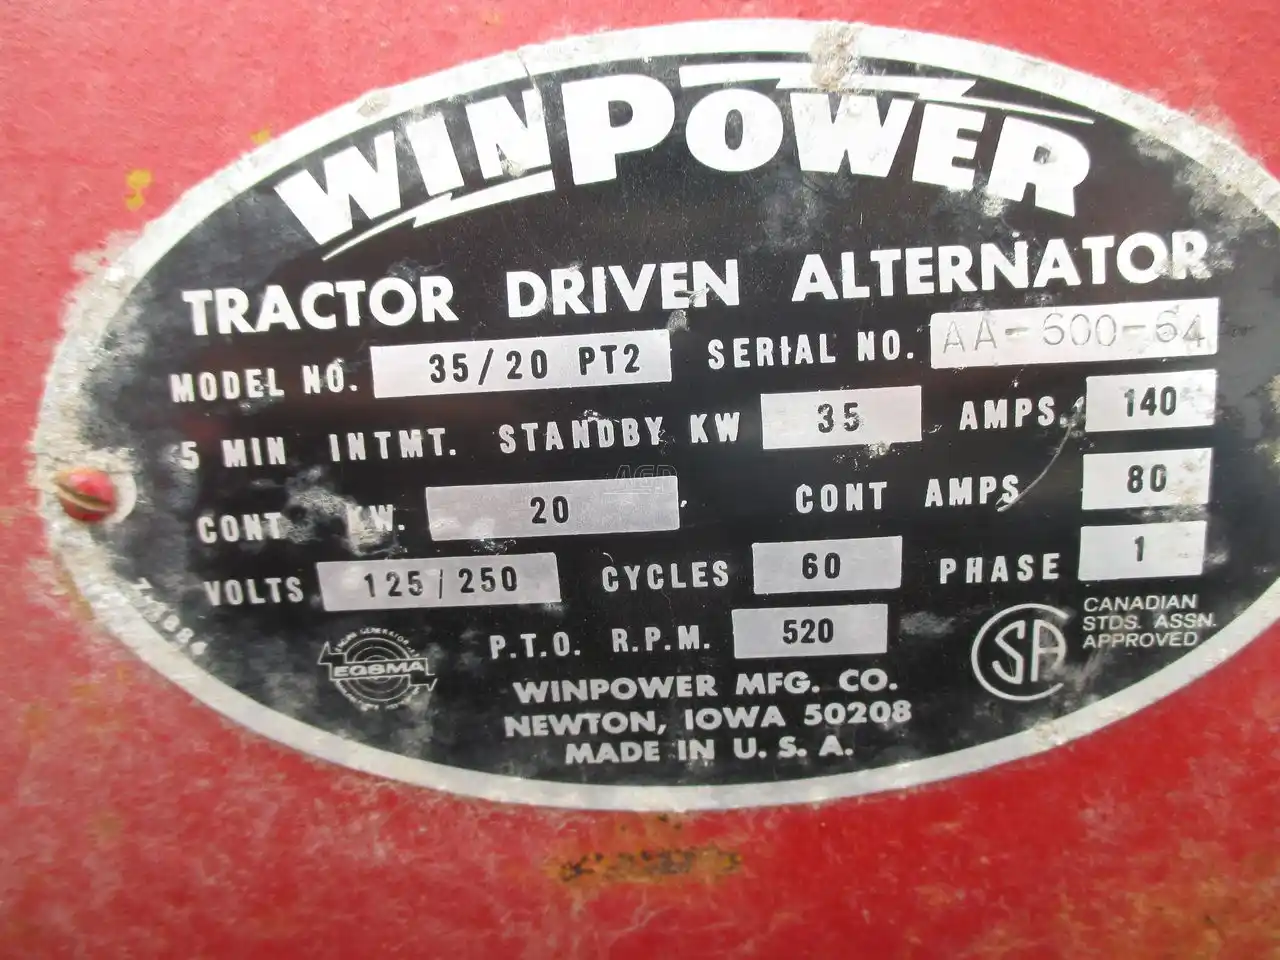 WINPOWER
TRACTOR DRIVEN ALTERNATOR
MODEL NO. 35/20 PT2 SERIAL NO. AA-600-64
5 MIN INTMT. STANDBY KW 35 AMPS. 140
CONT KW. 20 CONT AMPS 80
VOLTS 125/250 CYCLES 60 PHASE 1
P.T.O. R.P.M. 520
EGSMA
SA
CANADIAN
STDS. ASSN.
APPROVED
WINPOWER MFG. CO.
NEWTON, IOWA 50208
MADE IN U. S. A.